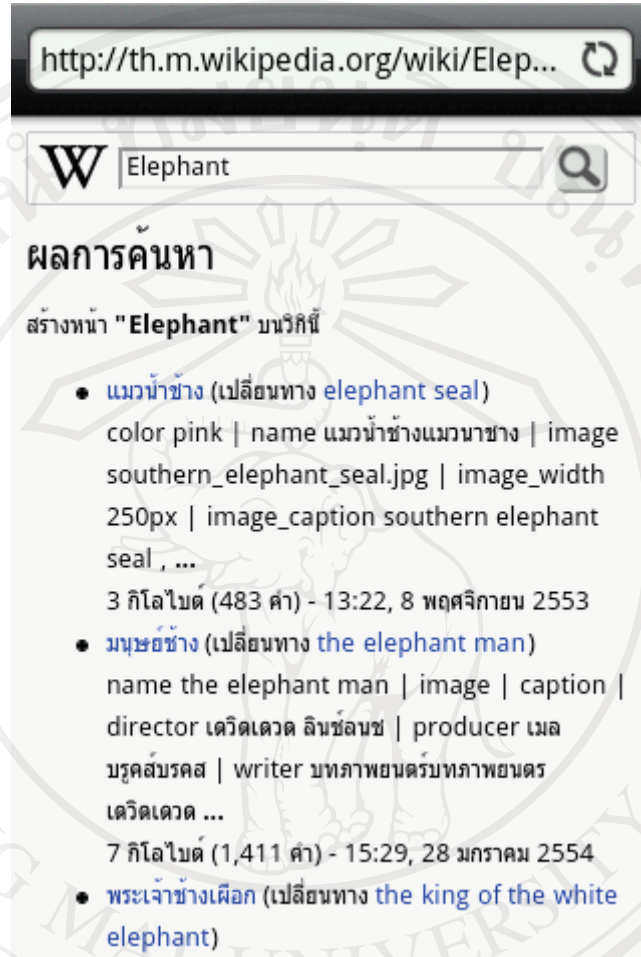 http://th.m.wikipedia.org/wiki/Elep...
W Elephant
ผลการค้นหา
สร้างหน้า "Elephant" บนวิกินี้
แมวน้ำช้าง (เปลี่ยนทาง elephant seal)
color pink | name แมวน้ำช้างแมวนาชาง | image
southern_elephant_seal.jpg | image_width
250px | image_caption southern elephant
seal , ...
3 กิโลไบต์ (483 คำ) - 13:22, 8 พฤศจิกายน 2553
มนุษย์ช้าง (เปลี่ยนทาง the elephant man)
name the elephant man | image | caption |
director เดวิดเดวด ลินช์ลนช | producer เมล
บรูคส์บรคส | writer บทภาพยนตร์บทภาพยนตร
เดวิดเดวด ...
7 กิโลไบต์ (1,411 คำ) - 15:29, 28 มกราคม 2554
พระเจ้าช้างเผือก (เปลี่ยนทาง the king of the white
elephant)